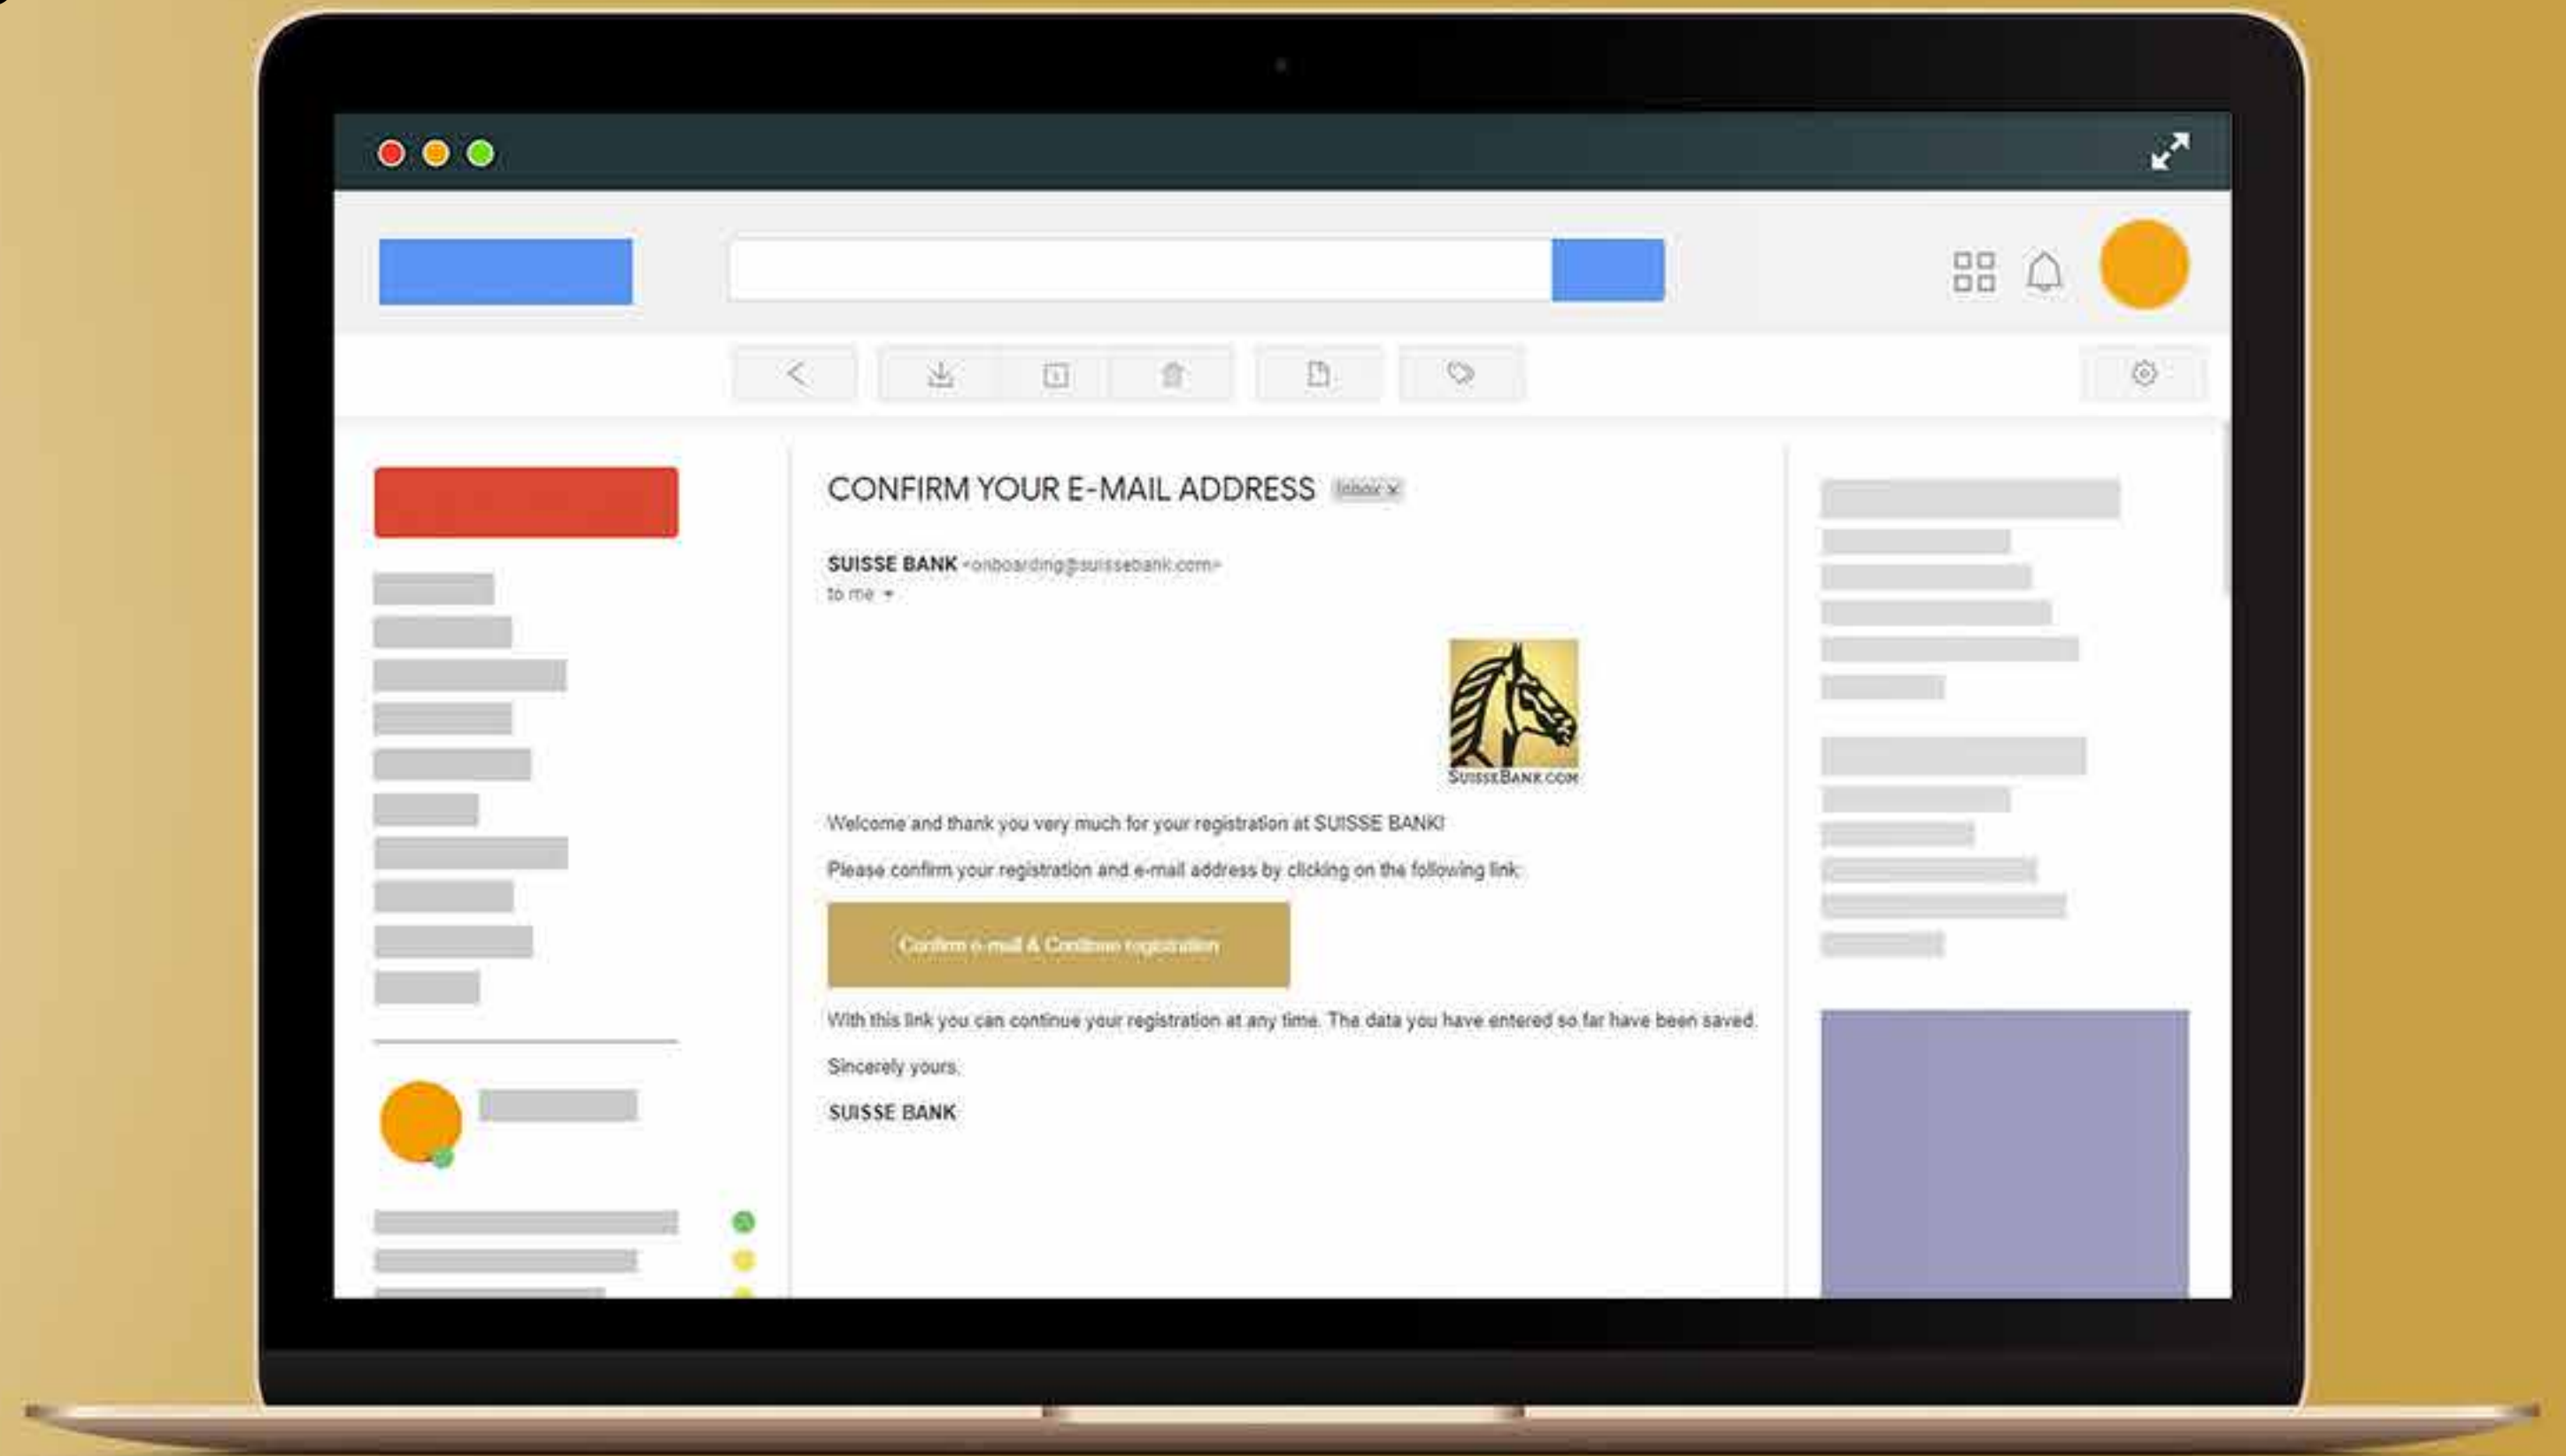 CONFIRM YOUR E-MAIL ADDRESS Inbox x
SUISSE BANK <onboarding@suissebank.com>
to me
SUISSEBANK.COM
Welcome and thank you very much for your registration at SUISSE BANK!
Please confirm your registration and e-mail address by clicking on the following link:
Confirm e-mail & Continue registration
With this link you can continue your registration at any time. The data you have entered so far have been saved.
Sincerely yours,
SUISSE BANK